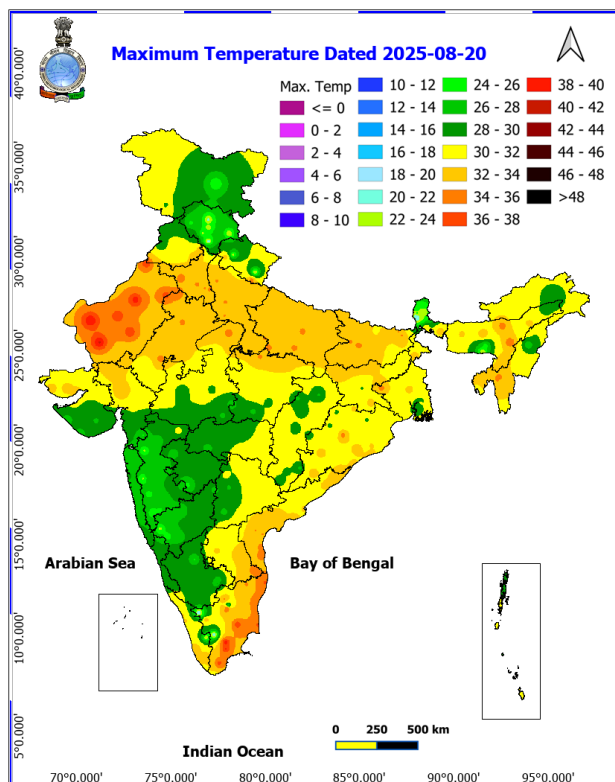 Maximum Temperature Dated 2025-08-20
Max. Temp
<= 0
0 - 2
2 - 4
4 - 6
6 - 8
8 - 10
10 - 12
12 - 14
14 - 16
16 - 18
18 - 20
20 - 22
22 - 24
24 - 26
26 - 28
28 - 30
30 - 32
32 - 34
34 - 36
36 - 38
38 - 40
40 - 42
42 - 44
44 - 46
46 - 48
>48
40°0.000'
35°0.000'
30°0.000'
25°0.000'
20°0.000'
15°0.000'
10°0.000'
5°0.000'
Arabian Sea
Bay of Bengal
Indian Ocean
0 250 500 km
70°0.000' 75°0.000' 80°0.000' 85°0.000' 90°0.000' 95°0.000'